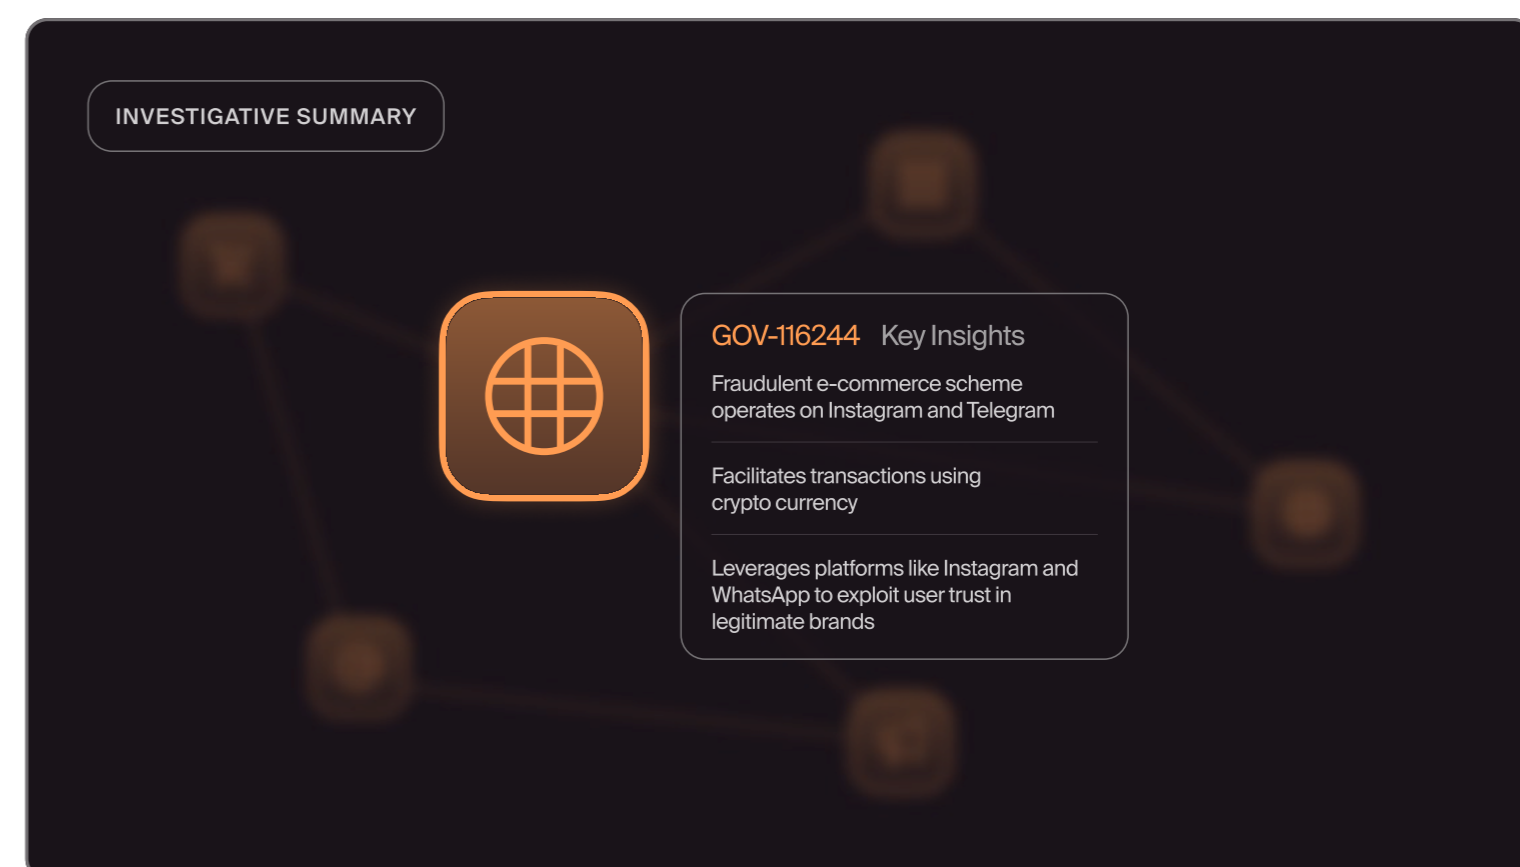 INVESTIGATIVE SUMMARY
GOV-116244 Key Insights
Fraudulent e-commerce scheme
operates on Instagram and Telegram
Facilitates transactions using
crypto currency
Leverages platforms like Instagram and
WhatsApp to exploit user trust in
legitimate brands